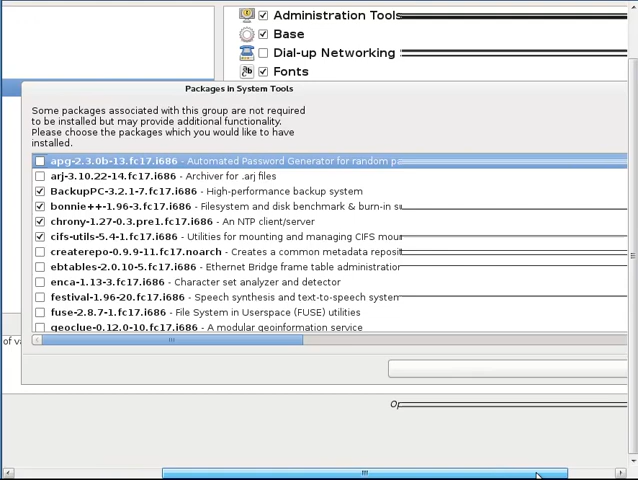 Administration Tools
Base
Dial-up Networking
Fonts
Packages in System Tools
Some packages associated with this group are not required
to be installed but may provide additional functionality.
Please choose the packages which you would like to have
installed.
apg-2.3.0b-13.fc17.i686 - Automated Password Generator for random
arj-3.10.22-14.fc17.i686 - Archiver for .arj files
BackupPC-3.2.1-7.fc17.i686 - High-performance backup system
bonnie++-1.96-3.fc17.i686 - Filesystem and disk benchmark & burn-in
chrony-1.27-0.3.pre1.fc17.i686 - An NTP client/server
cifs-utils-5.4-1.fc17.i686 - Utilities for mounting and managing CIFS
createrepo-0.9.9-11.fc17.noarch - Creates a common metadata
ebtables-2.0.10-5.fc17.i686 - Ethernet Bridge frame table
enca-1.13-3.fc17.i686 - Character set analyzer and detector
festival-1.96-20.fc17.i686 - Speech synthesis and text-to-speech
fuse-2.8.7-1.fc17.i686 - File System in Userspace (FUSE) utilities
geoclue-0.12.0-10.fc17.i686 - A modular geoinformation service
of